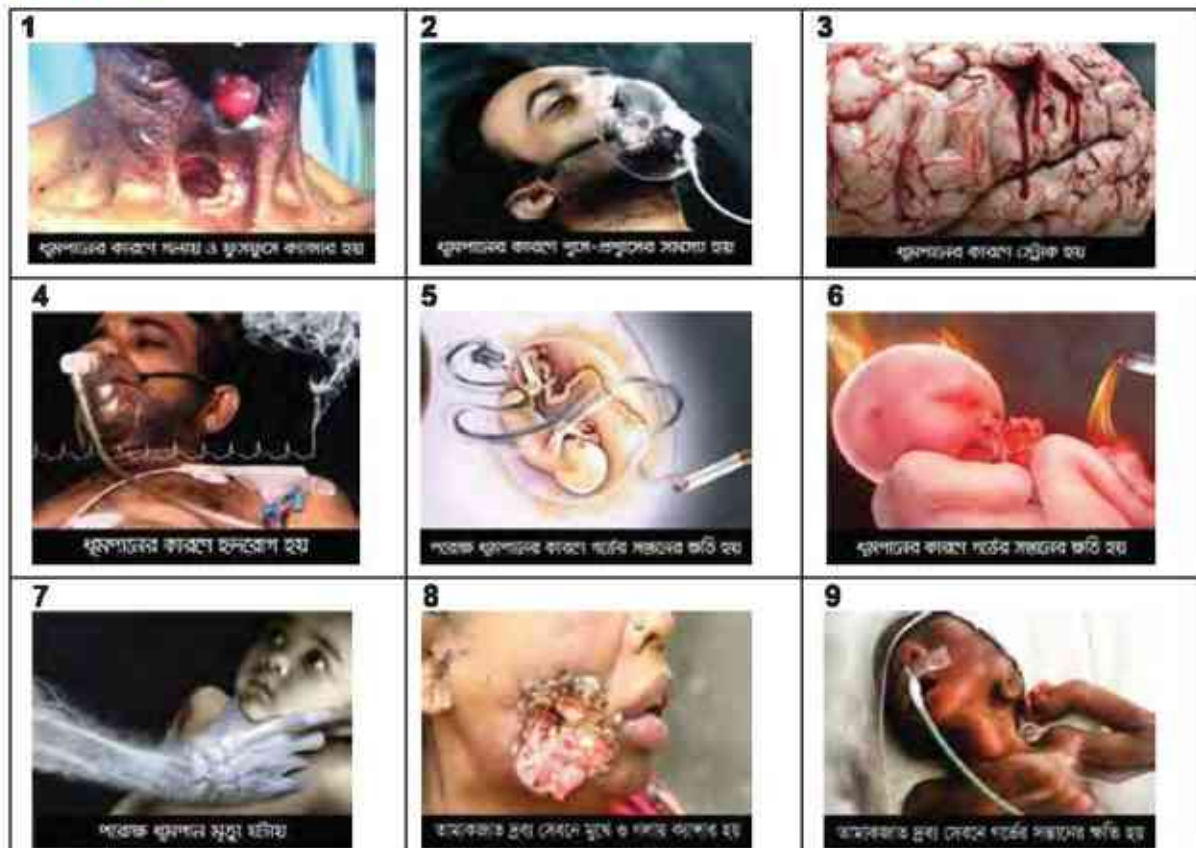 1
ধূমপানের কারণে গলায় ও ফুসফুসে ক্যান্সার হয়
2
ধূমপানের কারণে শ্বাস-প্রশ্বাসের সমস্যা হয়
3
ধূমপানের কারণে স্ট্রোক হয়
4
ধূমপানের কারণে হৃদরোগ হয়
5
পরোক্ষ ধূমপানের কারণে গর্ভের সন্তানের ক্ষতি হয়
6
ধূমপানের কারণে গর্ভের সন্তানের ক্ষতি হয়
7
পরোক্ষ ধূমপান মৃত্যু ঘটায়
8
তামাকজাত দ্রব্য সেবনে মুখে ও গলায় ক্যান্সার হয়
9
তামাকজাত দ্রব্য সেবনে গর্ভের সন্তানের ক্ষতি হয়